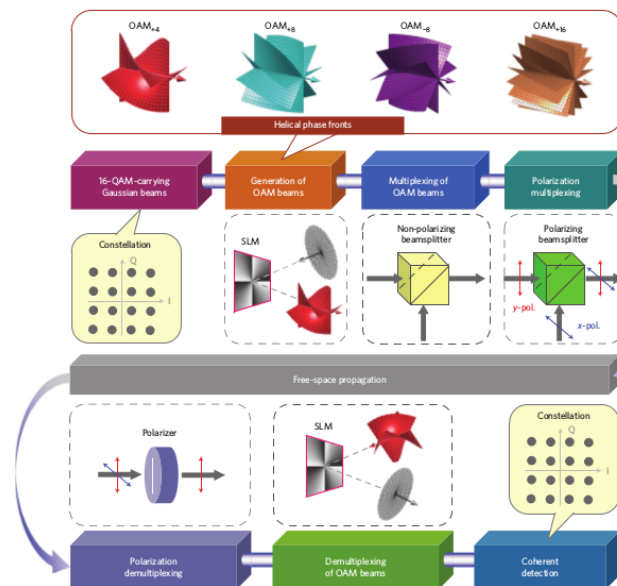 OAM+4
OAM+8
OAM-8
OAM+16
Helical phase fronts
16-QAM-carrying
Gaussian beams
Generation of
OAM beams
Multiplexing of
OAM beams
Polarization
multiplexing
Constellation
Q
I
SLM
Non-polarizing
beamsplitter
Polarizing
beamsplitter
y-pol.
x-pol.
Free-space propagation
Polarizer
SLM
Constellation
Q
I
Polarization
demultiplexing
Demultiplexing
of OAM beams
Coherent
detection